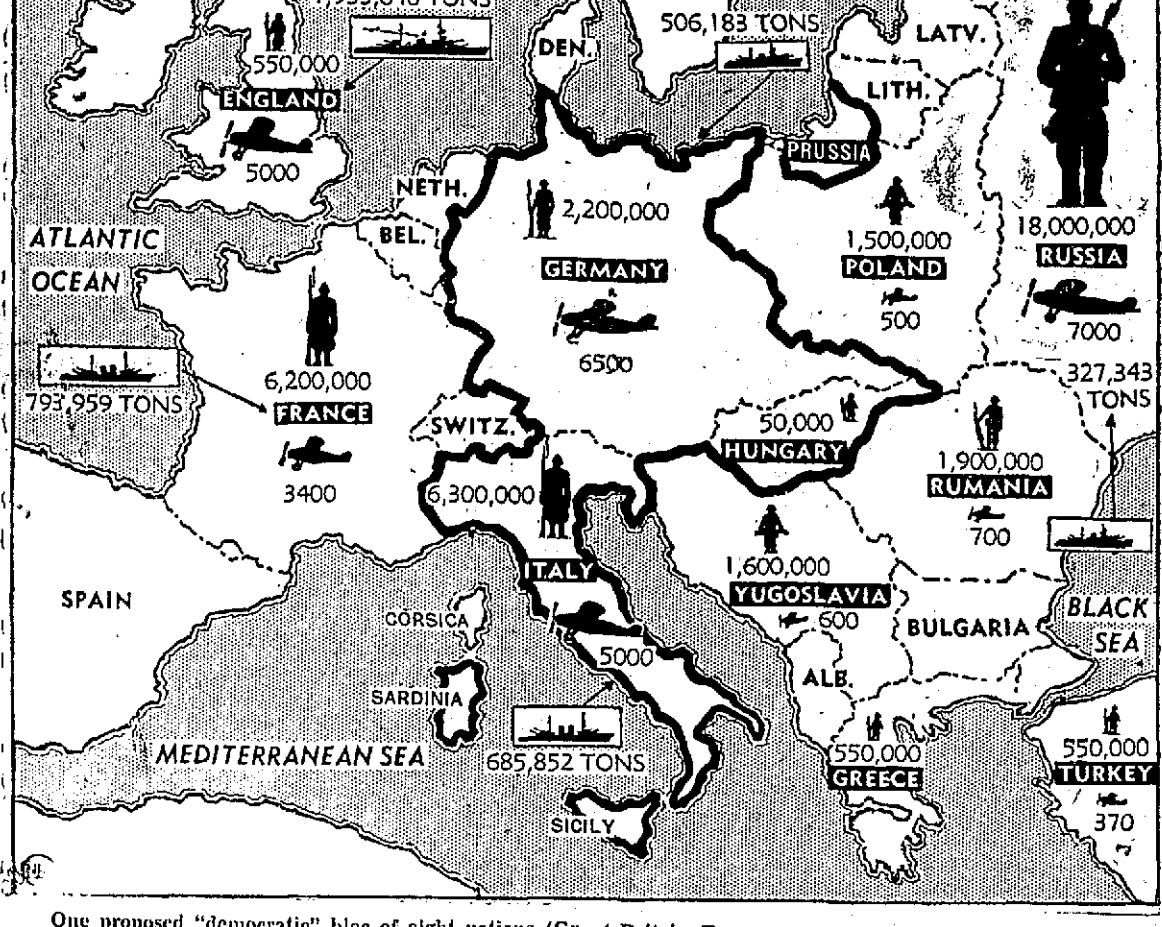 TONS
506,183 TONS
DEN.
LATV.
550,000
LITH.
ENGLAND
PRUSSIA
5000
NETH.
2,200,000
18,000,000
ATLANTIC
OCEAN
BEL.
1,500,000
RUSSIA
GERMANY
POLAND
500
7000
6500
793,959 TONS
6,200,000
327,343
TONS
FRANCE
SWITZ.
50,000
HUNGARY
1,900,000
3400
6,300,000
RUMANIA
700
ITALY
1,600,000
SPAIN
YUGOSLAVIA
BLACK
SEA
CORSICA
600
BULGARIA
5000
ALB.
SARDINIA
MEDITERRANEAN SEA
685,852 TONS
550,000
550,000
GREECE
TURKEY
SICILY
370
One proposed "democratic" bloc of eight nations